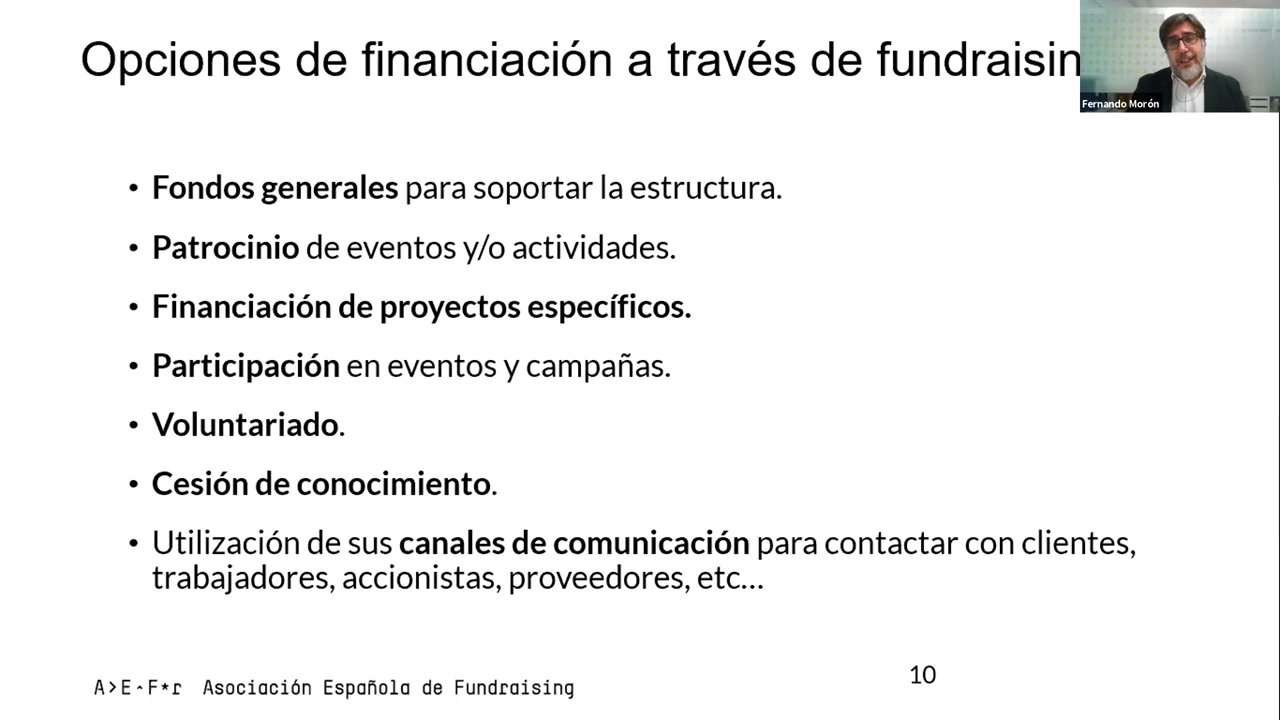 Opciones de financiación a través de fundraisin
Fernando Morón
• Fondos generales para soportar la estructura.
• Patrocinio de eventos y/o actividades.
• Financiación de proyectos específicos.
• Participación en eventos y campañas.
• Voluntariado.
• Cesión de conocimiento.
• Utilización de sus canales de comunicación para contactar con clientes,
trabajadores, accionistas, proveedores, etc...
10
A>E^F*r Asociación Española de Fundraising